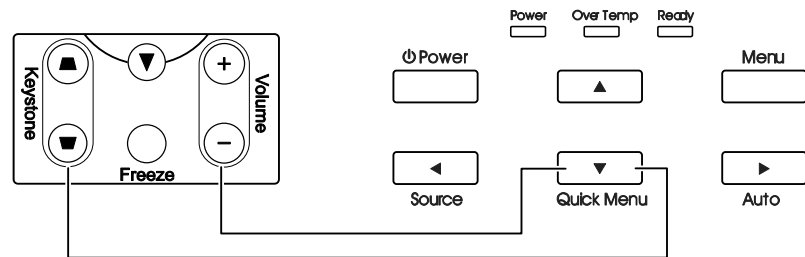 Power Over Temp Ready
Power Menu
Keystone
Volume
+
−
Freeze
Source Quick Menu Auto